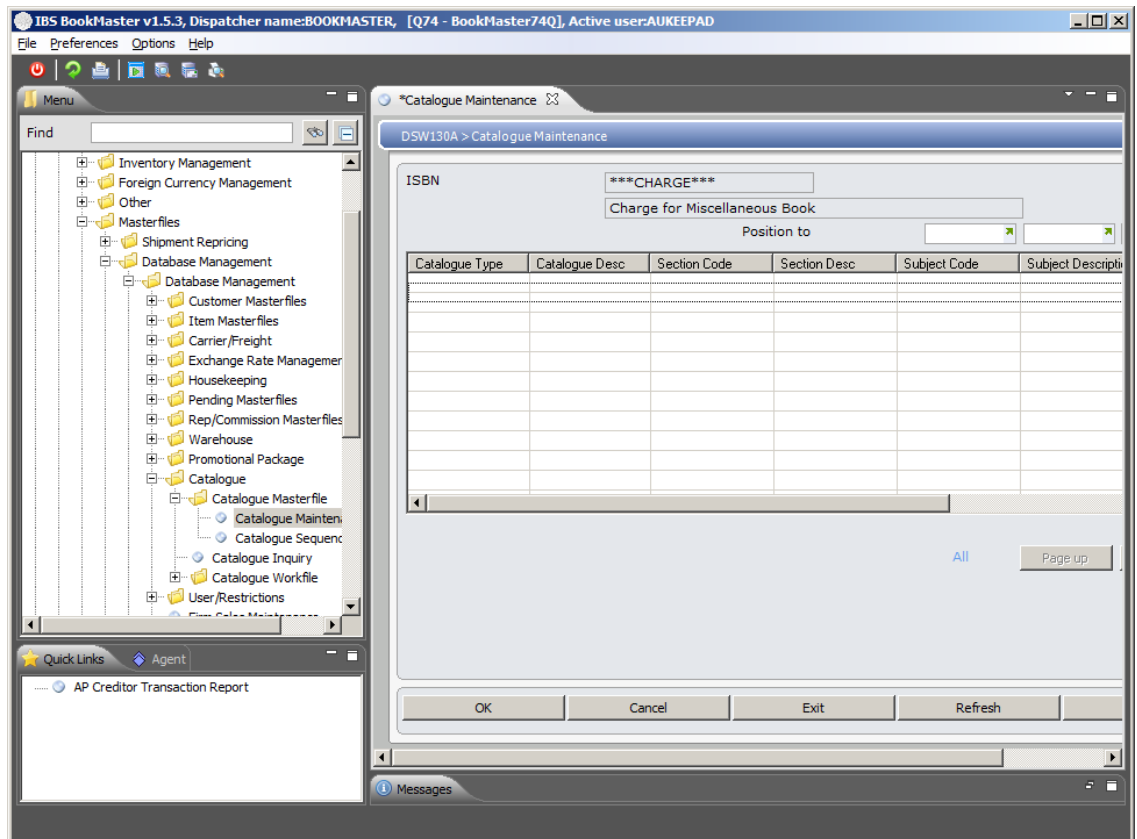 IBS BookMaster v1.5.3, Dispatcher name:BOOKMASTER, [Q74 - BookMaster74Q], Active user:AUKEEPAD
File Preferences Options Help
Menu
Find
Inventory Management
Foreign Currency Management
Other
Masterfiles
Shipment Repricing
Database Management
Database Management
Customer Masterfiles
Item Masterfiles
Carrier/Freight
Exchange Rate Managemer
Housekeeping
Pending Masterfiles
Rep/Commission Masterfiles
Warehouse
Promotional Package
Catalogue
Catalogue Masterfile
Catalogue Maintena
Catalogue Sequenc
Catalogue Inquiry
Catalogue Workfile
User/Restrictions
Firm Sales Maintenance
Quick Links Agent
AP Creditor Transaction Report
*Catalogue Maintenance
DSW130A > Catalogue Maintenance
ISBN ***CHARGE***
Charge for Miscellaneous Book
Position to
Catalogue Type Catalogue Desc Section Code Section Desc Subject Code Subject Descriptio
All Page up
OK Cancel Exit Refresh
Messages